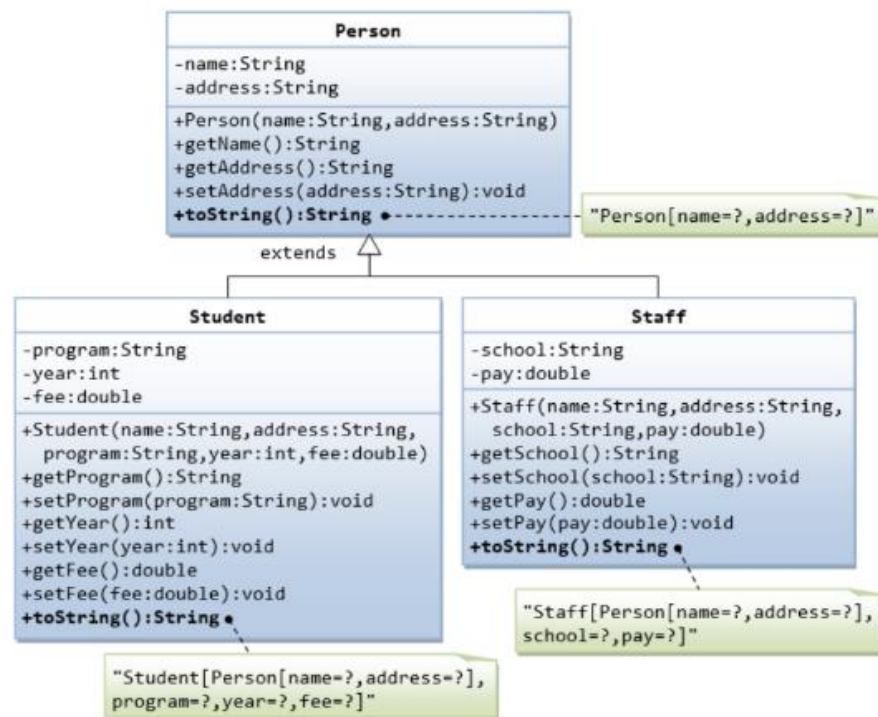 Person
-name:String
-address:String
+Person(name:String,address:String)
+getName():String
+getAddress():String
+setAddress(address:String):void
+toString():String
"Person[name=?,address=?]"
extends
Student
-program:String
-year:int
-fee:double
+Student(name:String,address:String,
program:String,year:int,fee:double)
+getProgram():String
+setProgram(program:String):void
+getYear():int
+setYear(year:int):void
+getFee():double
+setFee(fee:double):void
+toString():String
"Student[Person[name=?,address=?],
program=?,year=?,fee=?]"
Staff
-school:String
-pay:double
+Staff(name:String,address:String,
school:String,pay:double)
+getSchool():String
+setSchool(school:String):void
+getPay():double
+setPay(pay:double):void
+toString():String
"Staff[Person[name=?,address=?],
school=?,pay=?]"